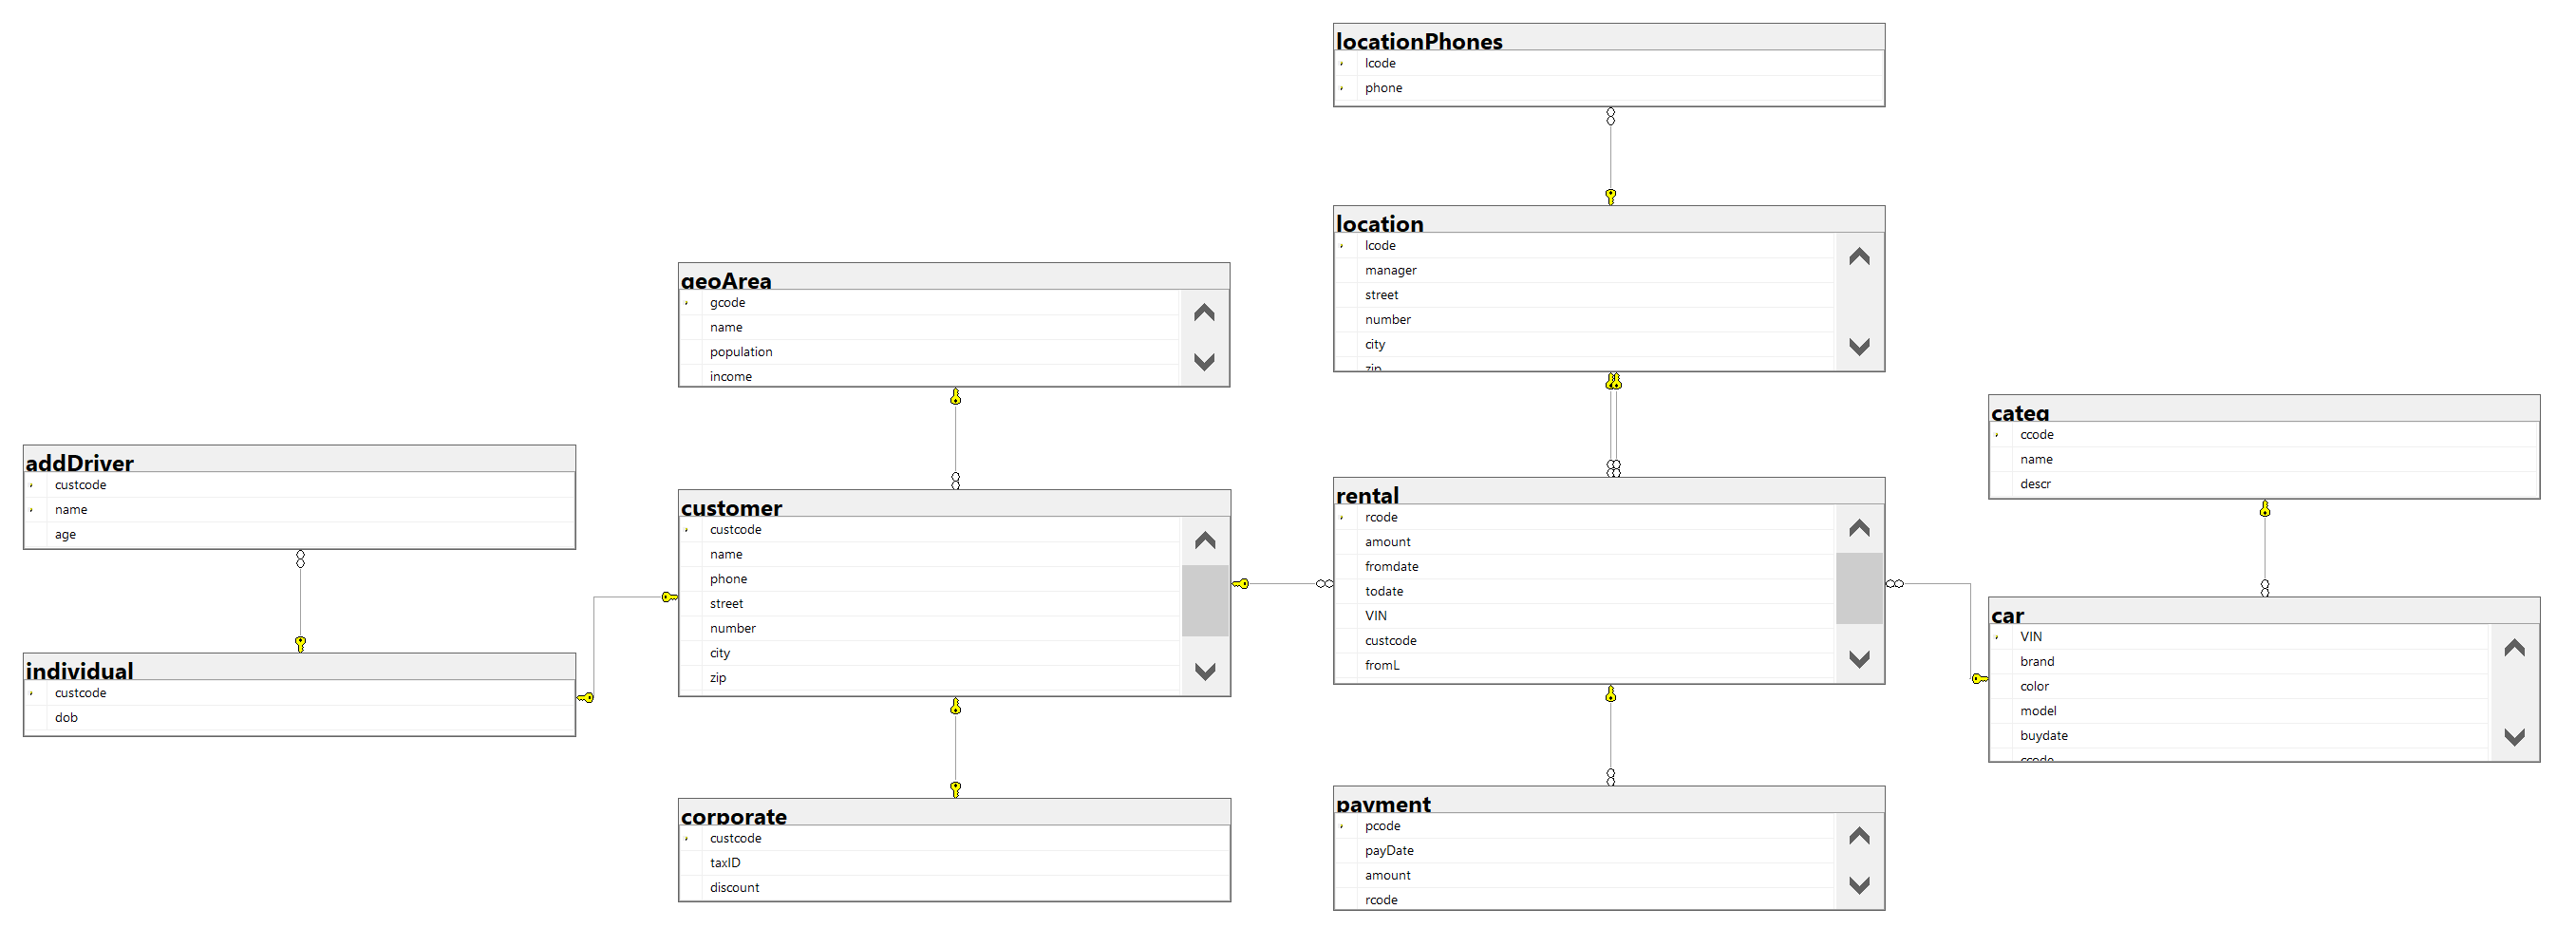 locationPhones
lcode
phone
location
lcode
manager
street
number
city
zip
geoArea
gcode
name
population
income
categ
ccode
name
descr
addDriver
custcode
name
age
customer
custcode
name
phone
street
number
city
zip
rental
rcode
amount
fromdate
todate
VIN
custcode
fromL
car
VIN
brand
color
model
buydate
ccode
individual
custcode
dob
corporate
custcode
taxID
discount
payment
pcode
payDate
amount
rcode